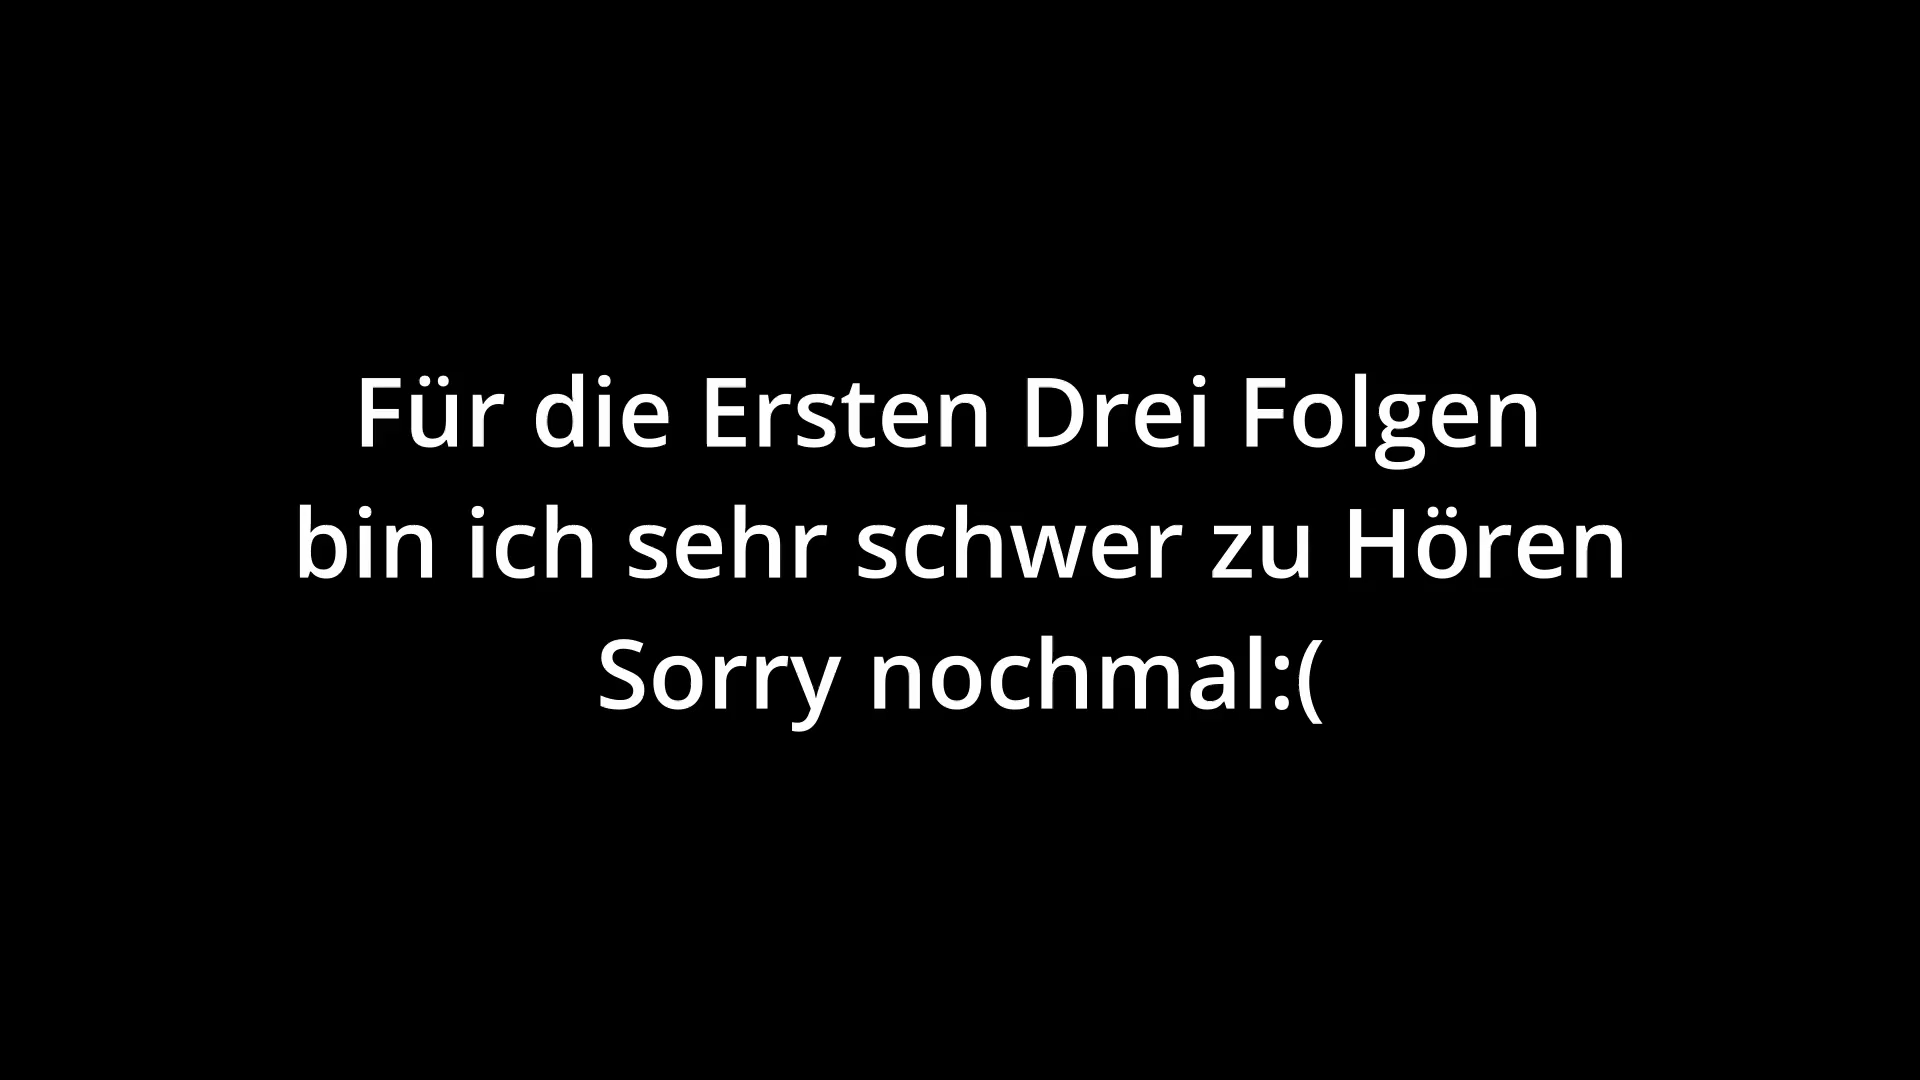 Für die Ersten Drei Folgen
bin ich sehr schwer zu Hören
Sorry nochmal:(